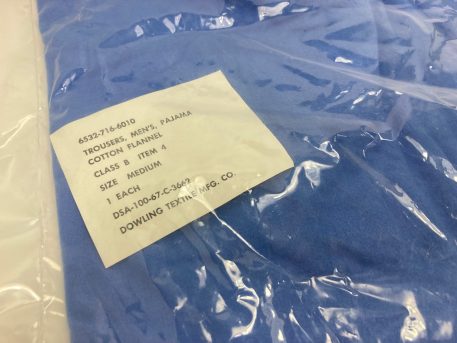 6532-716-6010
TROUSERS, MEN'S, PAJAMA
COTTON FLANNEL
CLASS B ITEM 4
SIZE MEDIUM
1 EACH
DSA-100-67-C-3662
DOWLING TEXTILE MFG. CO.